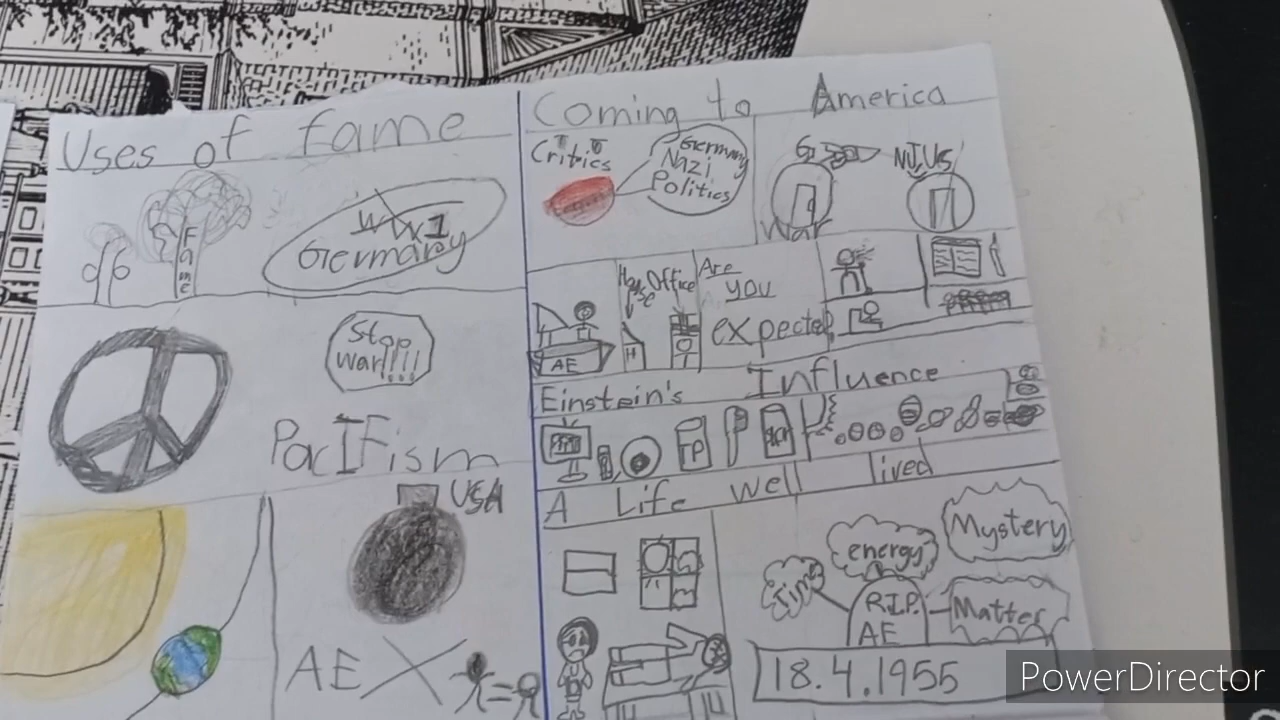 Uses of fame
Fame
WW1
Germany
Stop
War!!!!
PacIFism
USA
AE
=
Coming to America
Critics
Germany
Nazi
Politics
War
AE
House
Office
H
Are
you
expected?
Einstein's Influence
TP
A Life well lived
Time
energy
Mystery
Matter
R.I.P.
AE
18.4.1955
PowerDirector